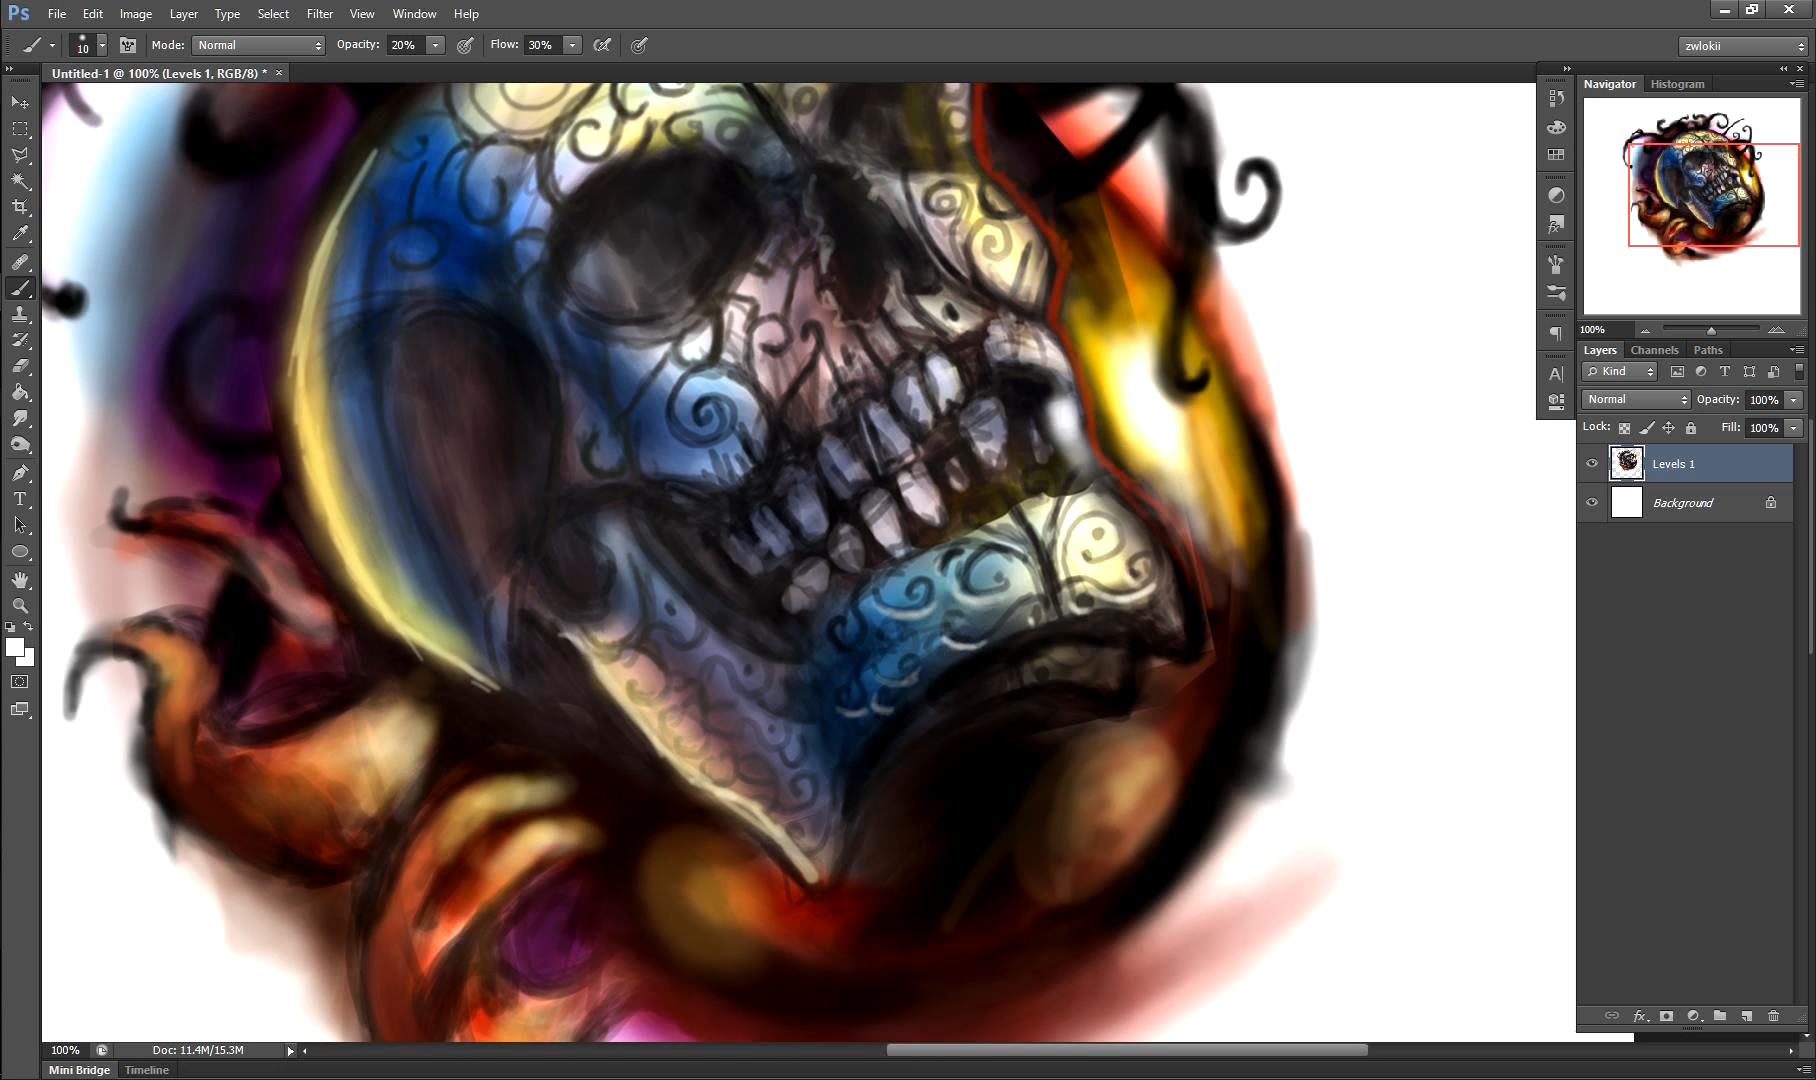 Ps File Edit Image Layer Type Select Filter View Window Help
10 Mode: Normal Opacity: 20% Flow: 30% zwlokii
Untitled-1 @ 100% (Levels 1, RGB/8) * ×
Navigator Histogram
100%
Layers Channels Paths
Kind T
Normal Opacity: 100%
Lock: Fill: 100%
Levels 1
Background
T
A
fx
100% Doc: 11.4M/15.3M
Mini Bridge Timeline